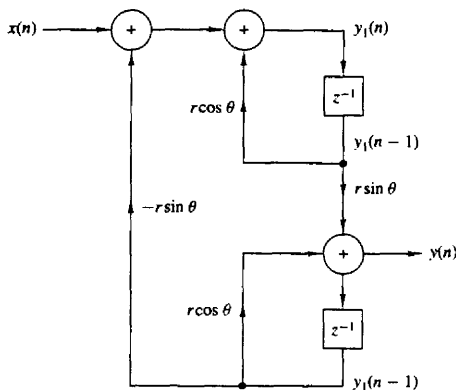 x(n)
+
+
y₁(n)
r cos θ
z⁻¹
y₁(n − 1)
−r sin θ
r sin θ
+
y(n)
r cos θ
z⁻¹
y₁(n − 1)